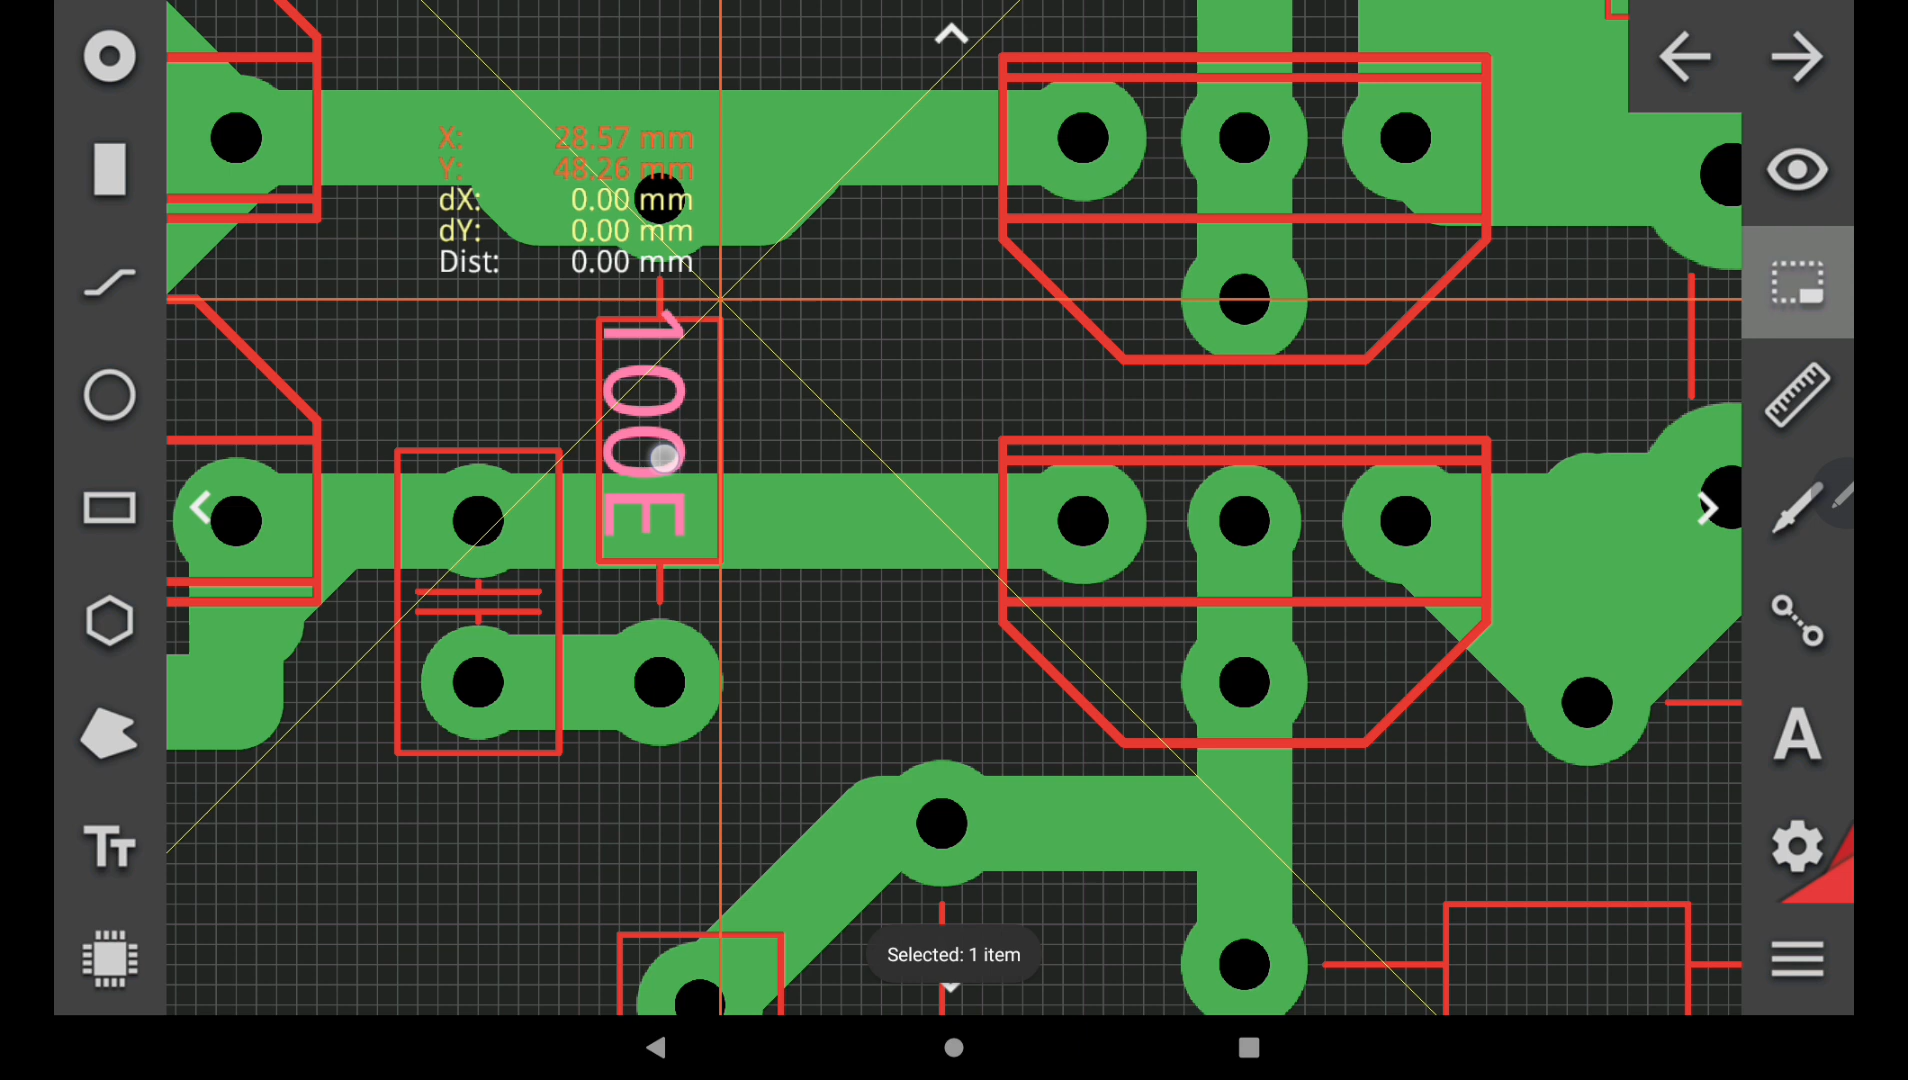 X: 28.57 mm
Y: 48.26 mm
dX: 0.00 mm
dY: 0.00 mm
Dist: 0.00 mm
100E
A
TT
Selected: 1 item